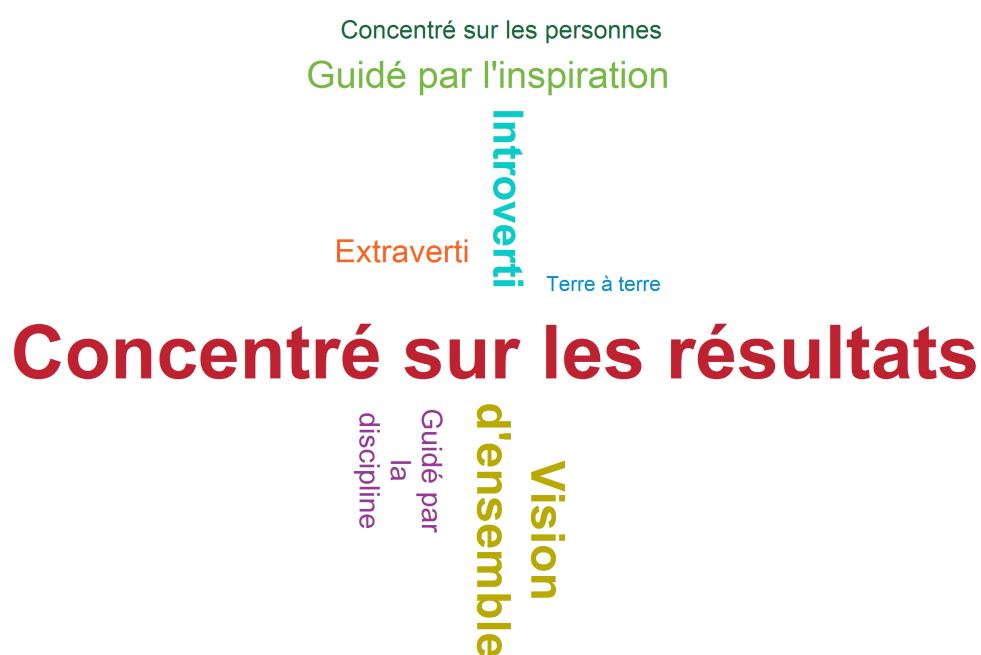 Concentré sur les personnes
Guidé par l'inspiration
Introverti
Extraverti
Terre à terre
Concentré sur les résultats
Guidé par
la
discipline
Vision
d'ensemble